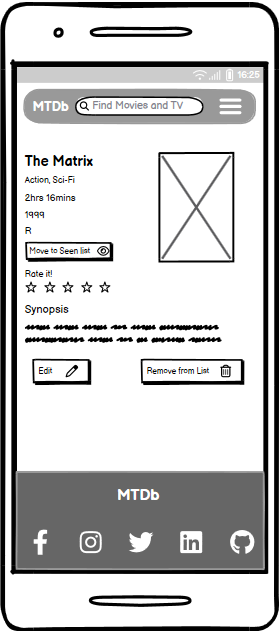 16:25
MTDb
Find Movies and TV
The Matrix
Action, Sci-Fi
2hrs 16mins
1999
R
Move to Seen list
Rate it!
Synopsis
Edit
Remove from List
MTDb